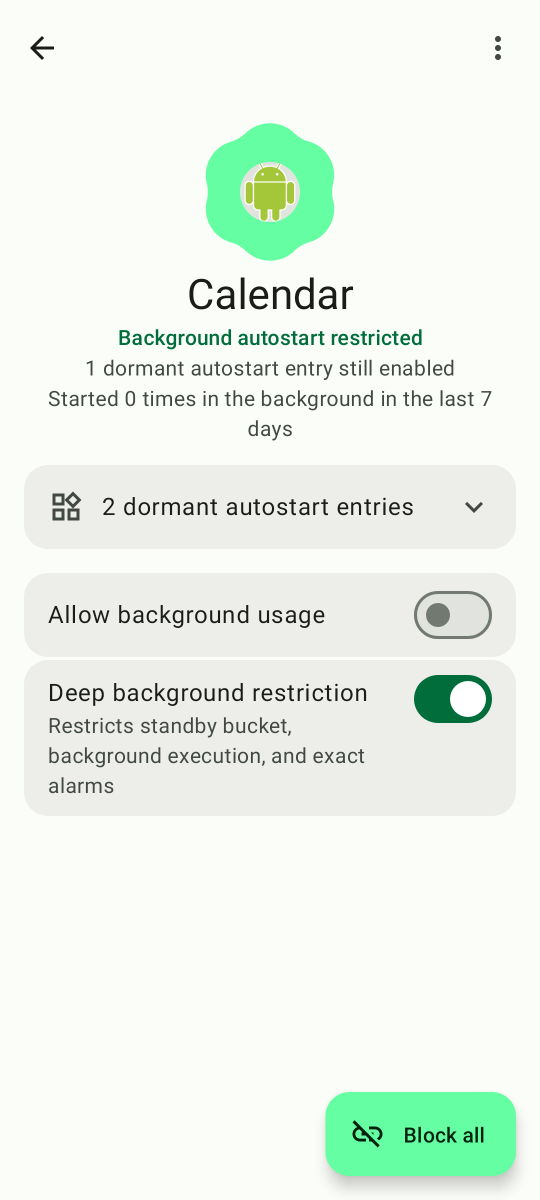 Calendar
Background autostart restricted
1 dormant autostart entry still enabled
Started 0 times in the background in the last 7
days
2 dormant autostart entries
Allow background usage
Deep background restriction
Restricts standby bucket,
background execution, and exact
alarms
Block all